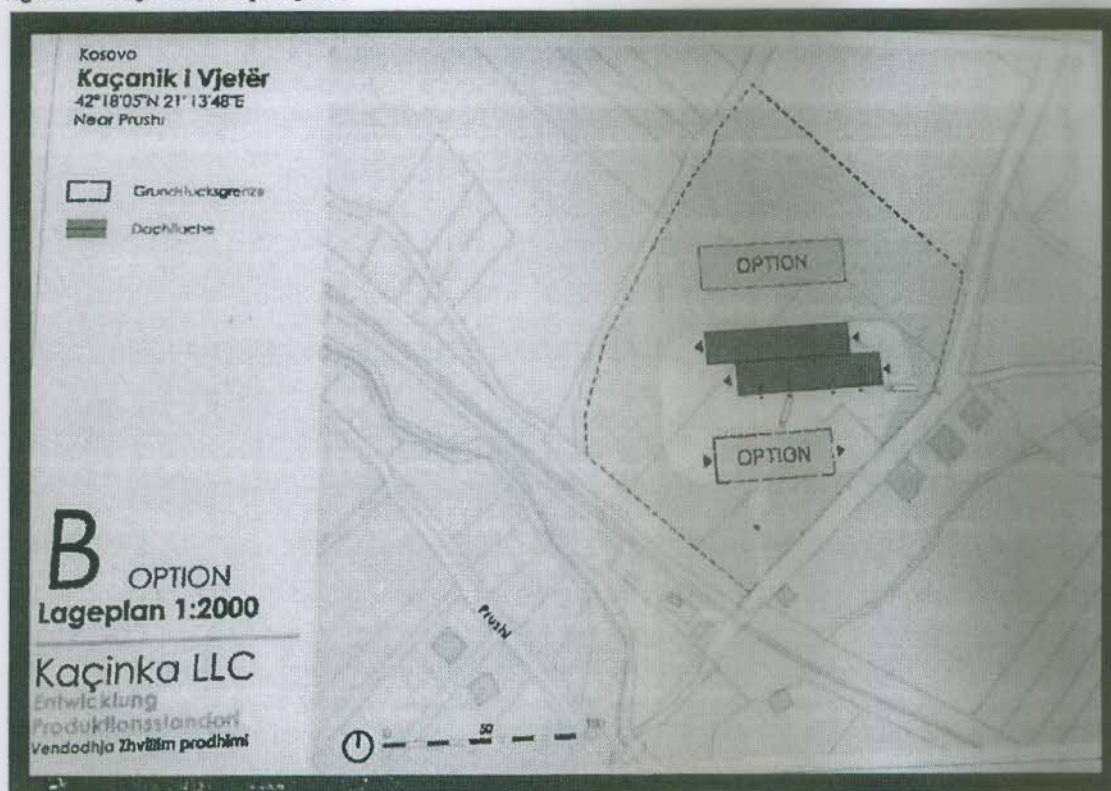 Kosovo
Kaçanik i Vjetër
42°18'05"N 21°13'48"E
Near Prushi
Grundstücksgrenze
Dachfläche
OPTION
OPTION
B OPTION
Lageplan 1:2000
Kaçinka LLC
Entwicklung
Produktionsstandort
Vendodhja Zhvillim prodhimi
Prushi
0 50 100